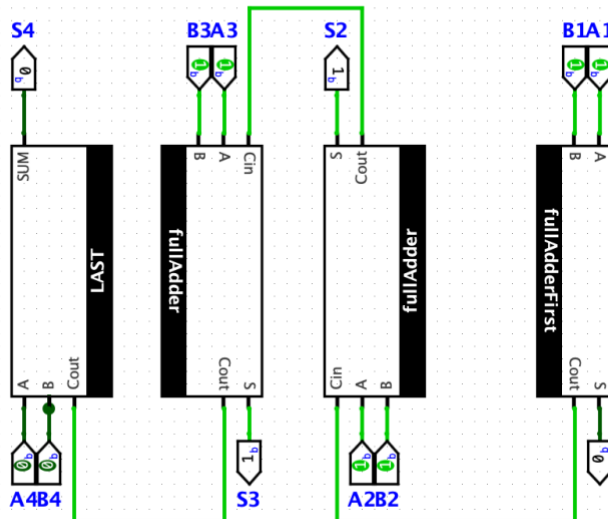 S4
B3A3
S2
B1A1
0 b
1 b
1 b
1 b
1 b
1 b
SUM
B
A
Cin
S
Cout
B
A
LAST
fullAdder
fullAdder
fullAdderFirst
A
B
Cout
Cout
S
Cin
A
B
Cout
S
0 b
0 b
1 b
1 b
1 b
0 b
A4B4
S3
A2B2